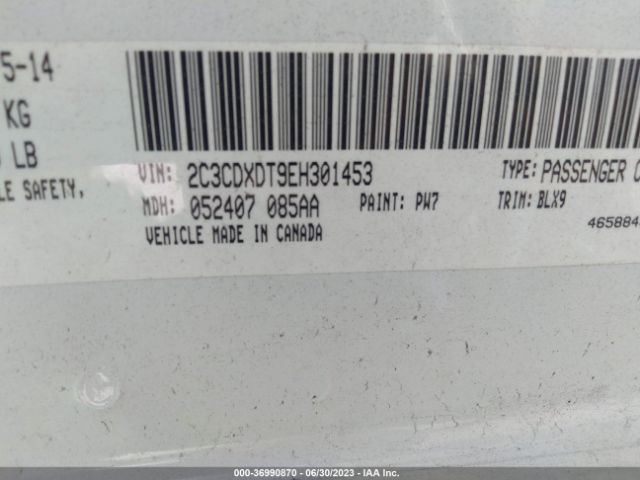 5-14
KG
LB
LE SAFETY,
VIN: 2C3CDXDT9EH301453
TYPE: PASSENGER C
MDH: 052407 085AA
PAINT: PW7
TRIM: BLX9
VEHICLE MADE IN CANADA
465884
000-36990870 - 06/30/2023 - IAA Inc.